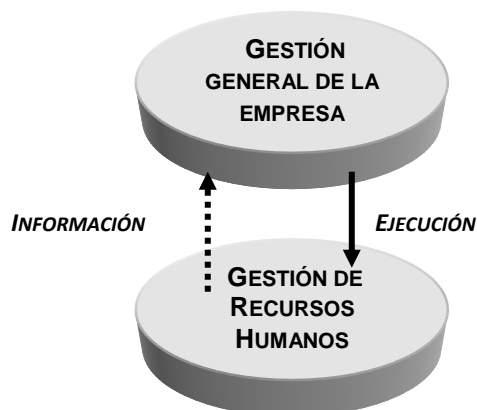 GESTIÓN
GENERAL DE LA
EMPRESA
INFORMACIÓN
EJECUCIÓN
GESTIÓN DE
RECURSOS
HUMANOS